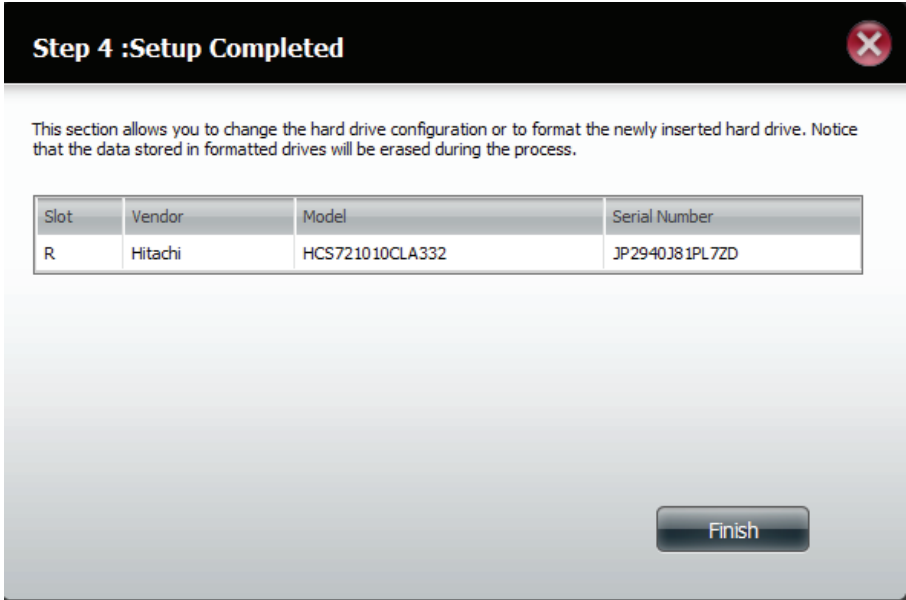 Step 4 :Setup Completed
This section allows you to change the hard drive configuration or to format the newly inserted hard drive. Notice
that the data stored in formatted drives will be erased during the process.
Slot Vendor Model Serial Number
R Hitachi HCS721010CLA332 JP2940J81PL7ZD
Finish